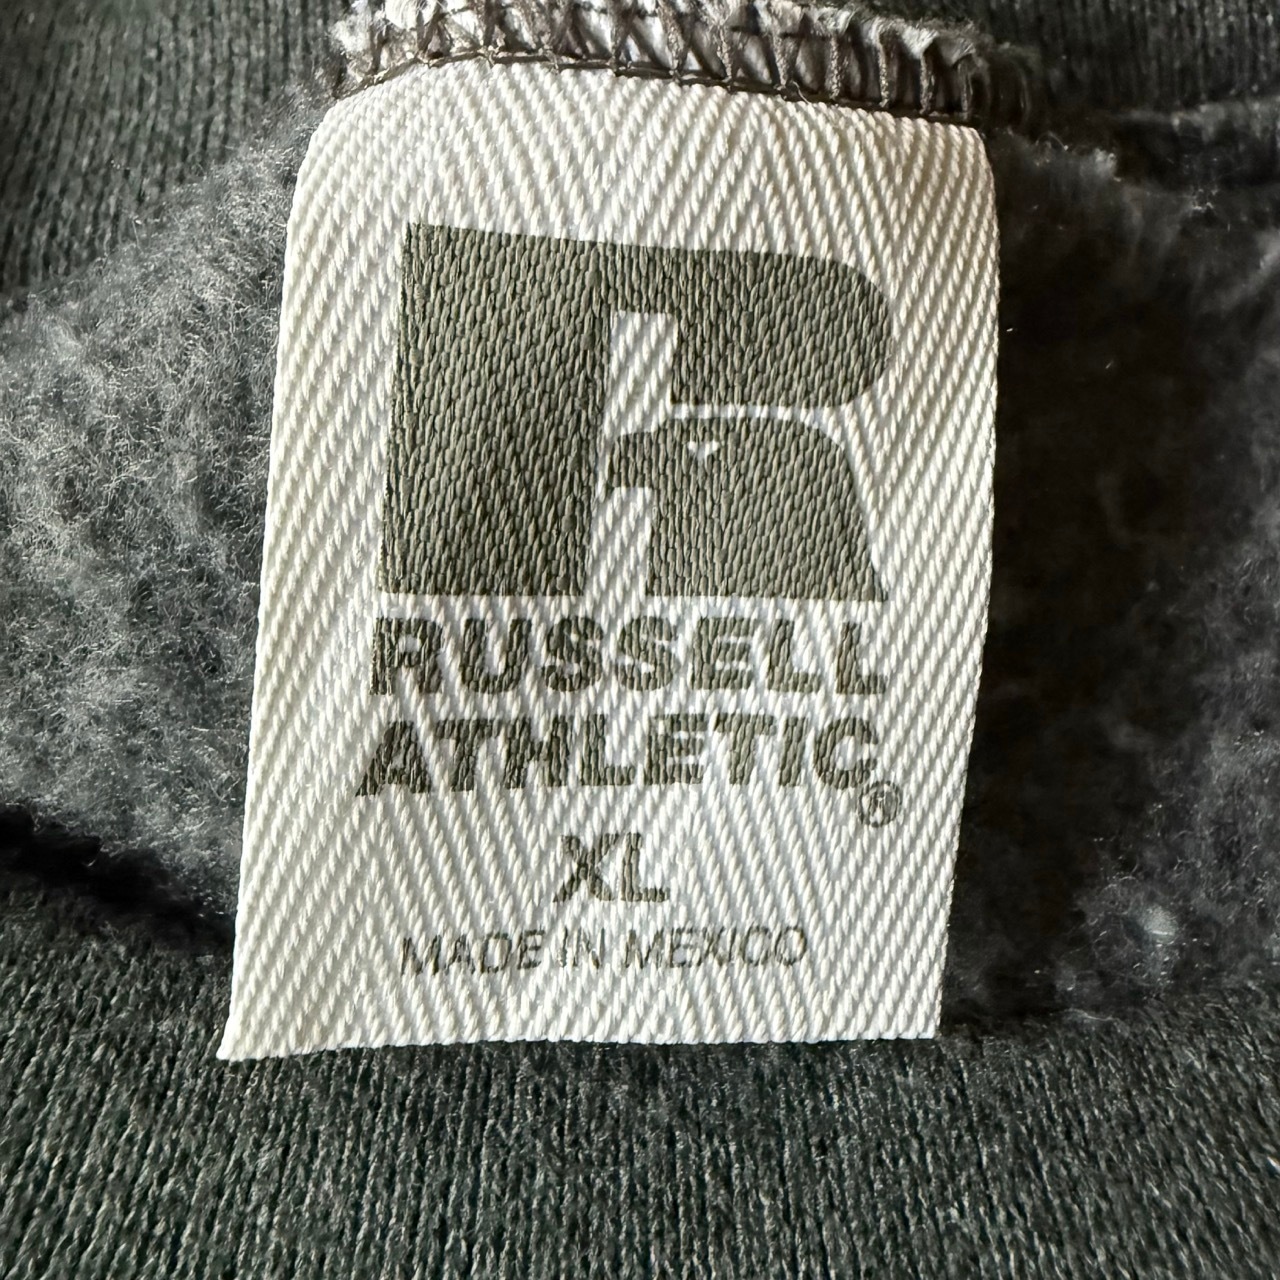 R
RUSSELL
ATHLETIC®
XL
MADE IN MEXICO